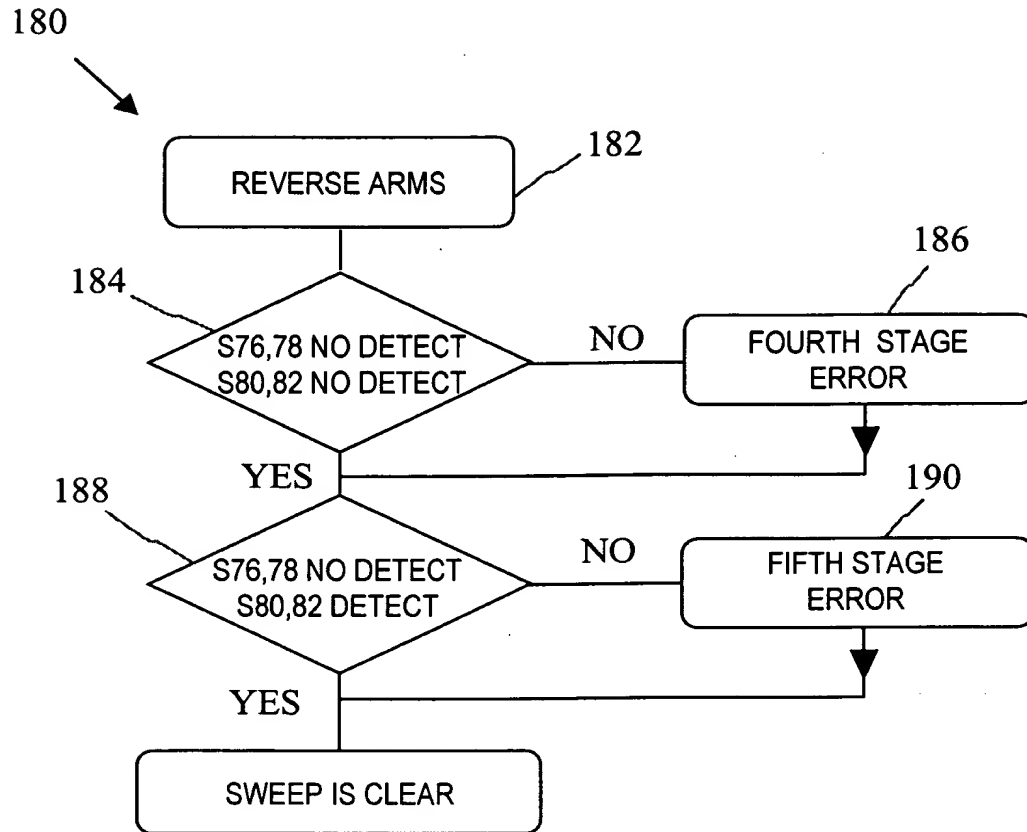 180
REVERSE ARMS
182
184
S76,78 NO DETECT
S80,82 NO DETECT
NO
186
FOURTH STAGE
ERROR
YES
188
S76,78 NO DETECT
S80,82 DETECT
NO
190
FIFTH STAGE
ERROR
YES
SWEEP IS CLEAR